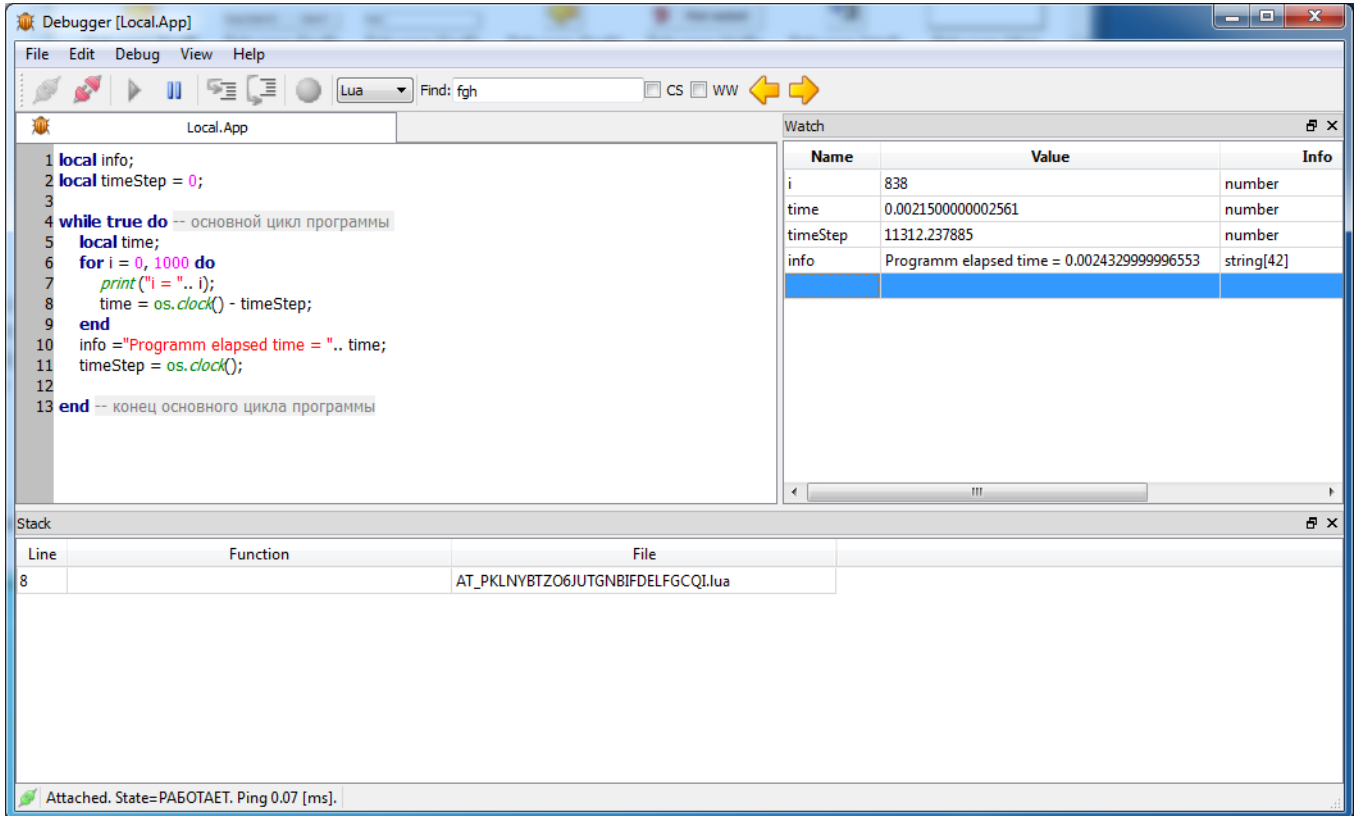 Debugger [Local.App]
File Edit Debug View Help
Lua Find: fgh CS WW
Local.App
1 local info;
2 local timeStep = 0;
3
4 while true do -- основной цикл программы
5 local time;
6 for i = 0, 1000 do
7 print("i = ".. i);
8 time = os.clock() - timeStep;
9 end
10 info ="Programm elapsed time = ".. time;
11 timeStep = os.clock();
12
13 end -- конец основного цикла программы
Watch
Name Value Info
i 838 number
time 0.0021500000002561 number
timeStep 11312.237885 number
info Programm elapsed time = 0.0024329999996553 string[42]
Stack
Line Function File
8 AT_PKLNYBTZO6JUTGNBIFDELFGCQI.lua
Attached. State=РАБОТАЕТ. Ping 0.07 [ms].